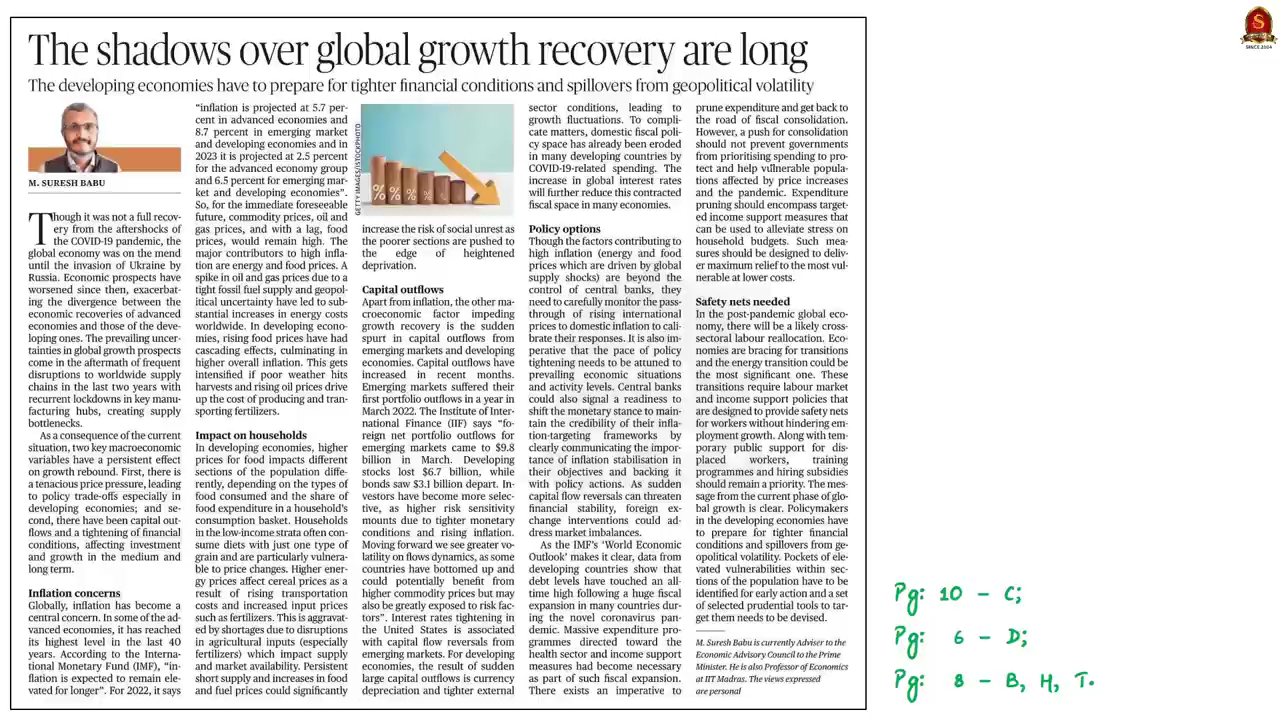 The shadows over global growth recovery are long
The developing economies have to prepare for tighter financial conditions and spillovers from geopolitical volatility
M. SURESH BABU
Though it was not a full recov-
ery from the aftershocks of
the COVID-19 pandemic, the
global economy was on the mend
until the invasion of Ukraine by
Russia. Economic prospects have
worsened since then, exacerbat-
ing the divergence between the
economic recoveries of advanced
economies and those of the deve-
loping ones. The prevailing uncer-
tainties in global growth prospects
come in the aftermath of frequent
disruptions to worldwide supply
chains in the last two years with
recurrent lockdowns in key manu-
facturing hubs, creating supply
bottlenecks.
As a consequence of the current
situation, two key macroeconomic
variables have a persistent effect
on growth rebound. First, there is
a tenacious price pressure, leading
to policy trade-offs especially in
developing economies; and se-
cond, there have been capital out-
flows and a tightening of financial
conditions, affecting investment
and growth in the medium and
long term.
Inflation concerns
Globally, inflation has become a
central concern. In some of the ad-
vanced economies, it has reached
its highest level in the last 40
years. According to the Interna-
tional Monetary Fund (IMF), “in-
flation is expected to remain ele-
vated for longer”. For 2022, it says
“inflation is projected at 5.7 per-
cent in advanced economies and
8.7 percent in emerging market
and developing economies and in
2023 it is projected at 2.5 percent
for the advanced economy group
and 6.5 percent for emerging mar-
ket and developing economies”.
So, for the immediate foreseeable
future, commodity prices, oil and
gas prices, and with a lag, food
prices, would remain high. The
major contributors to high infla-
tion are energy and food prices. A
spike in oil and gas prices due to a
tight fossil fuel supply and geopol-
itical uncertainty have led to sub-
stantial increases in energy costs
worldwide. In developing econo-
mies, rising food prices have had
cascading effects, culminating in
higher overall inflation. This gets
intensified if poor weather hits
harvests and rising oil prices drive
up the cost of producing and tran-
sporting fertilizers.
Impact on households
In developing economies, higher
prices for food impacts different
sections of the population diffe-
rently, depending on the types of
food consumed and the share of
food expenditure in a household’s
consumption basket. Households
in the low-income strata often con-
sume diets with just one type of
grain and are particularly vulnera-
ble to price changes. Higher ener-
gy prices affect cereal prices as a
result of rising transportation
costs and increased input prices
such as fertilizers. This is aggravat-
ed by shortages due to disruptions
in agricultural inputs (especially
fertilizers) which impact supply
and market availability. Persistent
short supply and increases in food
and fuel prices could significantly
GETTY IMAGES/ISTOCKPHOTO
% % % % %
increase the risk of social unrest as
the poorer sections are pushed to
the edge of heightened
deprivation.
Capital outflows
Apart from inflation, the other ma-
croeconomic factor impeding
growth recovery is the sudden
spurt in capital outflows from
emerging markets and developing
economies. Capital outflows have
increased in recent months.
Emerging markets suffered their
first portfolio outflows in a year in
March 2022. The Institute of Inter-
national Finance (IIF) says “fo-
reign net portfolio outflows for
emerging markets came to $9.8
billion in March. Developing
stocks lost $6.7 billion, while
bonds saw $3.1 billion depart. In-
vestors have become more selec-
tive, as higher risk sensitivity
mounts due to tighter monetary
conditions and rising inflation.
Moving forward we see greater vo-
latility on flows dynamics, as some
countries have bottomed up and
could potentially benefit from
higher commodity prices but may
also be greatly exposed to risk fac-
tors”. Interest rates tightening in
the United States is associated
with capital flow reversals from
emerging markets. For developing
economies, the result of sudden
large capital outflows is currency
depreciation and tighter external
sector conditions, leading to
growth fluctuations. To compli-
cate matters, domestic fiscal poli-
cy space has already been eroded
in many developing countries by
COVID-19-related spending. The
increase in global interest rates
will further reduce this contracted
fiscal space in many economies.
Policy options
Though the factors contributing to
high inflation (energy and food
prices which are driven by global
supply shocks) are beyond the
control of central banks, they
need to carefully monitor the pass-
through of rising international
prices to domestic inflation to cali-
brate their responses. It is also im-
perative that the pace of policy
tightening needs to be attuned to
prevailing economic situations
and activity levels. Central banks
could also signal a readiness to
shift the monetary stance to main-
tain the credibility of their infla-
tion-targeting frameworks by
clearly communicating the impor-
tance of inflation stabilisation in
their objectives and backing it
with policy actions. As sudden
capital flow reversals can threaten
financial stability, foreign ex-
change interventions could ad-
dress market imbalances.
As the IMF’s ‘World Economic
Outlook’ makes it clear, data from
developing countries show that
debt levels have touched an all-
time high following a huge fiscal
expansion in many countries dur-
ing the novel coronavirus pan-
demic. Massive expenditure pro-
grammes directed toward the
health sector and income support
measures had become necessary
as part of such fiscal expansion.
There exists an imperative to
prune expenditure and get back to
the road of fiscal consolidation.
However, a push for consolidation
should not prevent governments
from prioritising spending to pro-
tect and help vulnerable popula-
tions affected by price increases
and the pandemic. Expenditure
pruning should encompass target-
ed income support measures that
can be used to alleviate stress on
household budgets. Such mea-
sures should be designed to deliv-
er maximum relief to the most vul-
nerable at lower costs.
Safety nets needed
In the post-pandemic global eco-
nomy, there will be a likely cross-
sectoral labour reallocation. Eco-
nomies are bracing for transitions
and the energy transition could be
the most significant one. These
transitions require labour market
and income support policies that
are designed to provide safety nets
for workers without hindering em-
ployment growth. Along with tem-
porary public support for dis-
placed workers, training
programmes and hiring subsidies
should remain a priority. The mes-
sage from the current phase of glo-
bal growth is clear. Policymakers
in the developing economies have
to prepare for tighter financial
conditions and spillovers from ge-
opolitical volatility. Pockets of ele-
vated vulnerabilities within sec-
tions of the population have to be
identified for early action and a set
of selected prudential tools to tar-
get them needs to be devised.
M. Suresh Babu is currently Adviser to the
Economic Advisory Council to the Prime
Minister. He is also Professor of Economics
at IIT Madras. The views expressed
are personal
S
SINCE 2004
Pg: 10 - C;
Pg: 6 - D;
Pg: 8 - B, H, T.